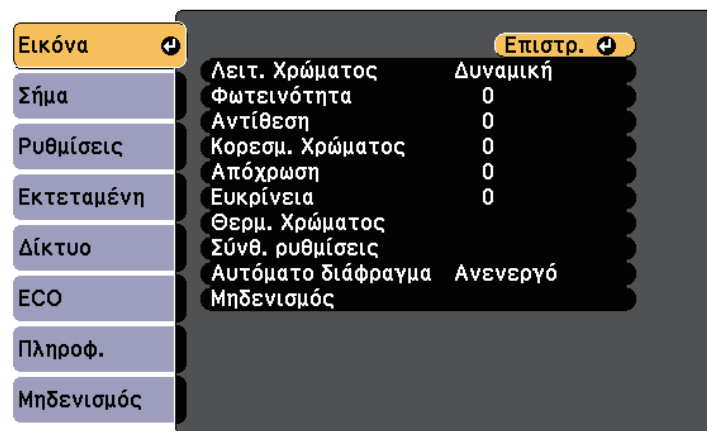 Εικόνα
Σήμα
Ρυθμίσεις
Εκτεταμένη
Δίκτυο
ECO
Πληροφ.
Μηδενισμός
Επιστρ.
Λειτ. Χρώματος Δυναμική
Φωτεινότητα 0
Αντίθεση 0
Κορεσμ. Χρώματος 0
Απόχρωση 0
Ευκρίνεια 0
Θερμ. Χρώματος
Σύνθ. ρυθμίσεις
Αυτόματο διάφραγμα Ανενεργό
Μηδενισμός